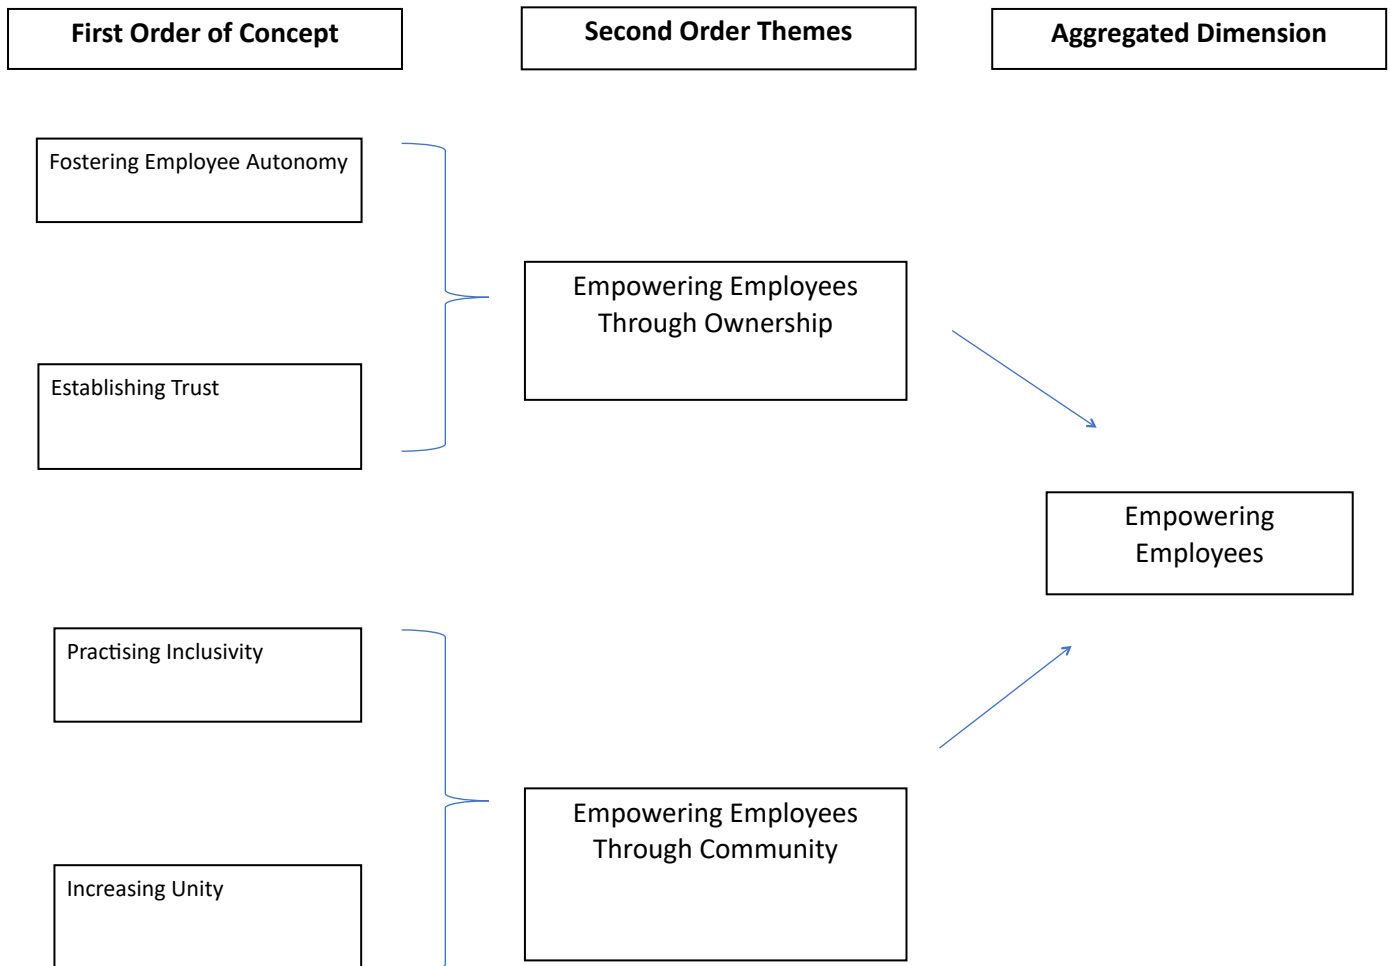 First Order of Concept
Second Order Themes
Aggregated Dimension
Fostering Employee Autonomy
Establishing Trust
Empowering Employees
Through Ownership
Practising Inclusivity
Increasing Unity
Empowering Employees
Through Community
Empowering
Employees